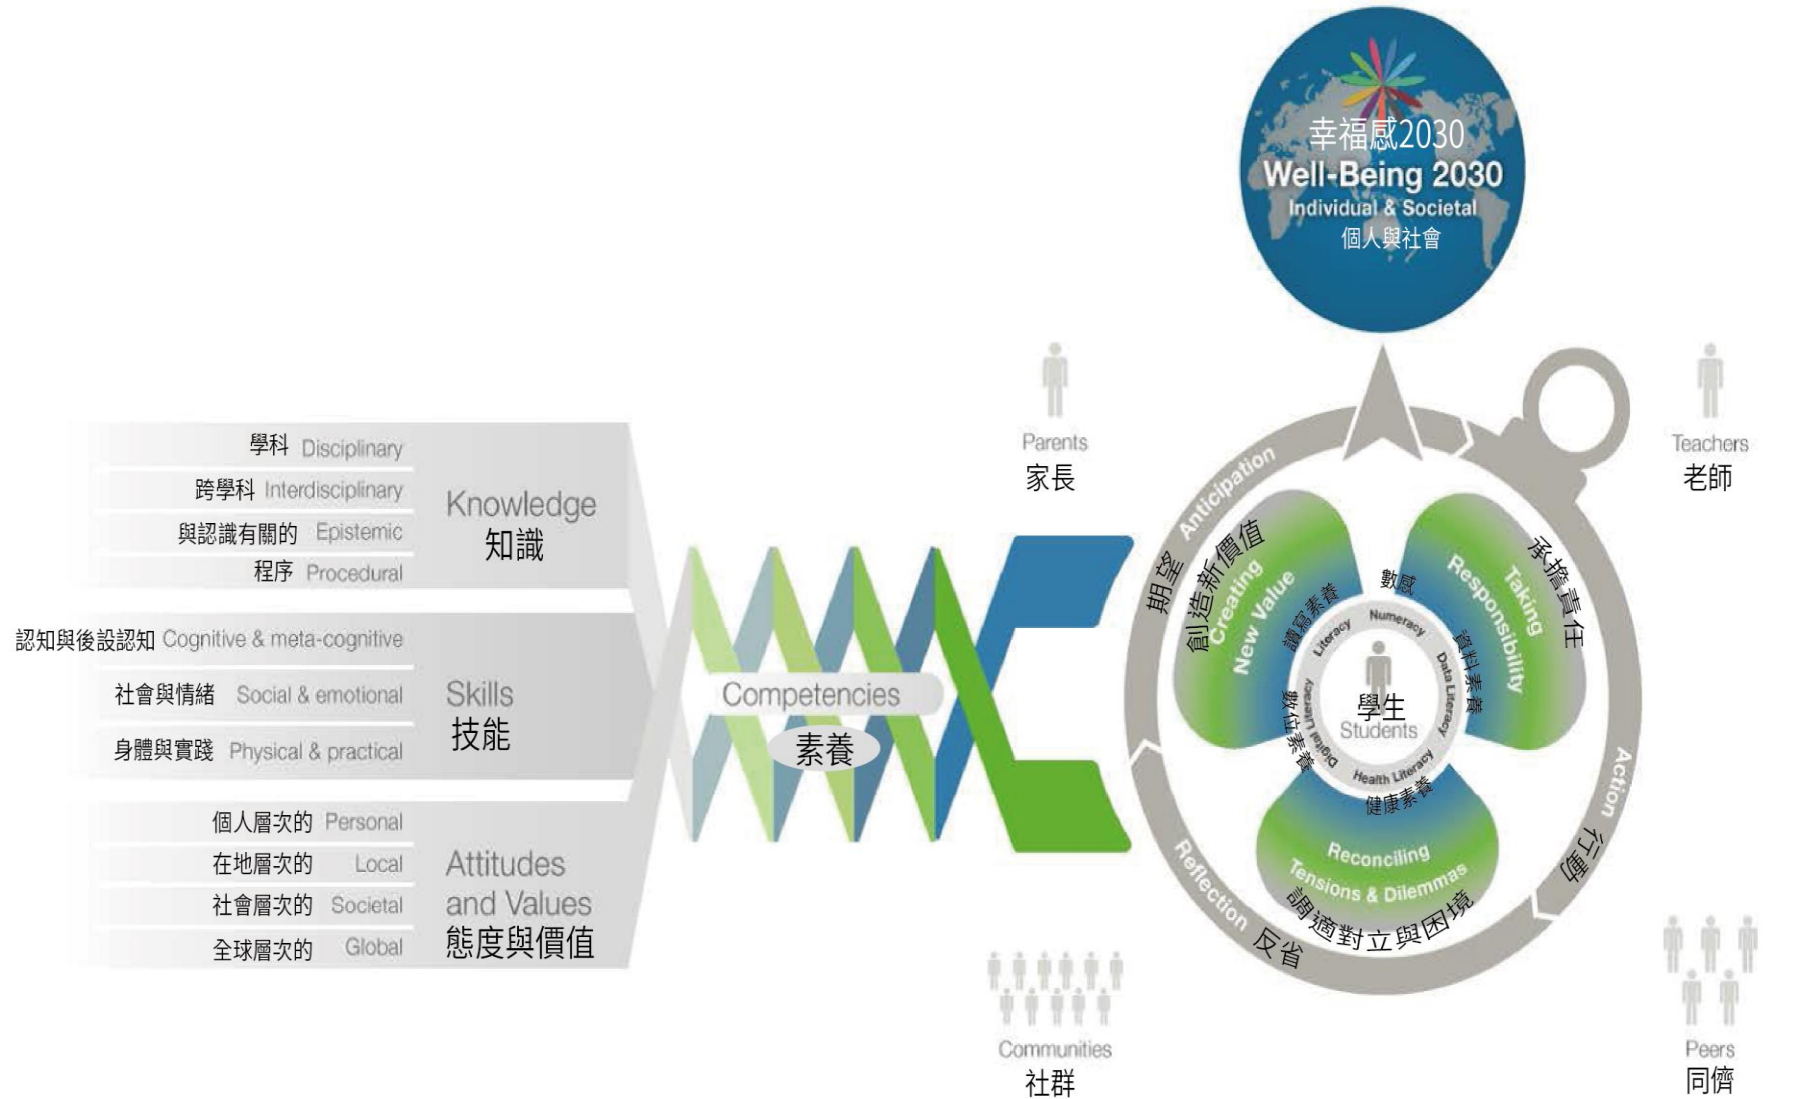 幸福感2030
Well-Being 2030
Individual & Societal
個人與社會
Parents
家長
Teachers
老師
學科 Disciplinary
跨學科 Interdisciplinary
與認識有關的 Epistemic
程序 Procedural
Knowledge
知識
認知與後設認知 Cognitive & meta-cognitive
社會與情緒 Social & emotional
身體與實踐 Physical & practical
Skills
技能
個人層次的 Personal
在地層次的 Local
社會層次的 Societal
全球層次的 Global
Attitudes
and Values
態度與價值
Competencies
素養
Anticipation
期望
創造新價值
Creating
New Value
承擔責任
Taking
Responsibility
數感
Numeracy
讀寫素養
Literacy
資料素養
Data Literacy
數位素養
Digital Literacy
Health Literacy
健康素養
學生
Students
Action
行動
Reconciling
Tensions & Dilemmas
調適對立與困境
Reflection
反省
Communities
社群
Peers
同儕